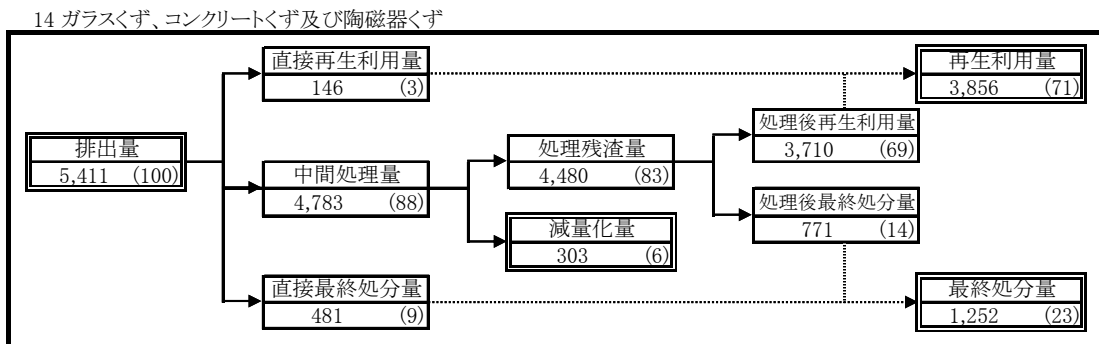 14 ガラスくず、コンクリートくず及び陶磁器くず
直接再生利用量
146 (3)
再生利用量
3,856 (71)
処理後再生利用量
3,710 (69)
排出量
5,411 (100)
処理残渣量
4,480 (83)
中間処理量
4,783 (88)
処理後最終処分量
771 (14)
減量化量
303 (6)
直接最終処分量
481 (9)
最終処分量
1,252 (23)